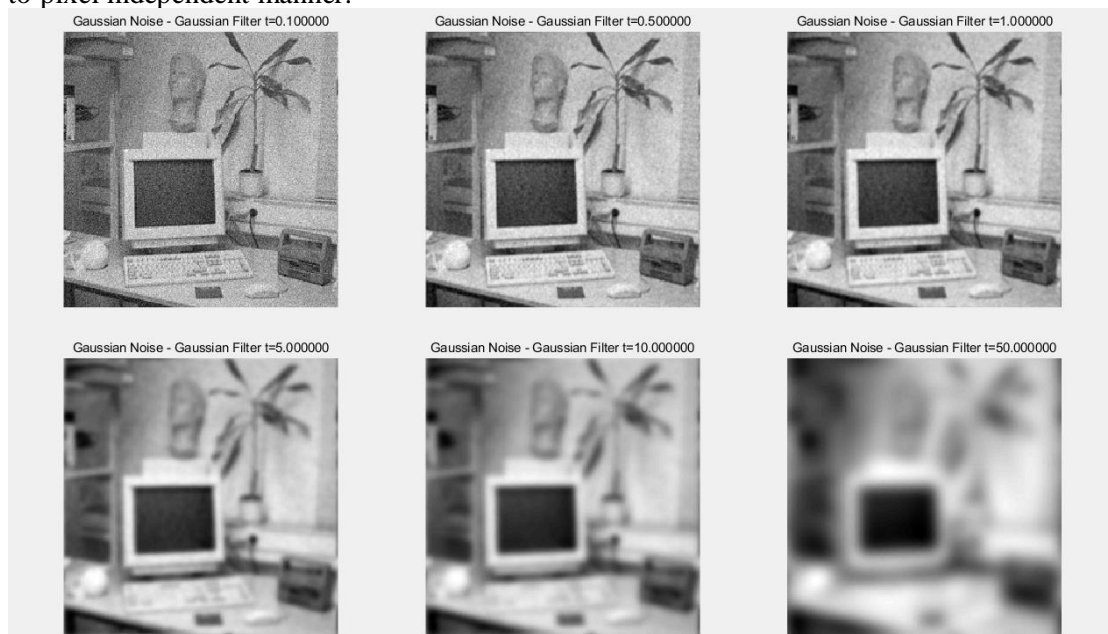 to-pixel independent manner.
Gaussian Noise - Gaussian Filter t=0.100000
Gaussian Noise - Gaussian Filter t=0.500000
Gaussian Noise - Gaussian Filter t=1.000000
Gaussian Noise - Gaussian Filter t=5.000000
Gaussian Noise - Gaussian Filter t=10.000000
Gaussian Noise - Gaussian Filter t=50.000000